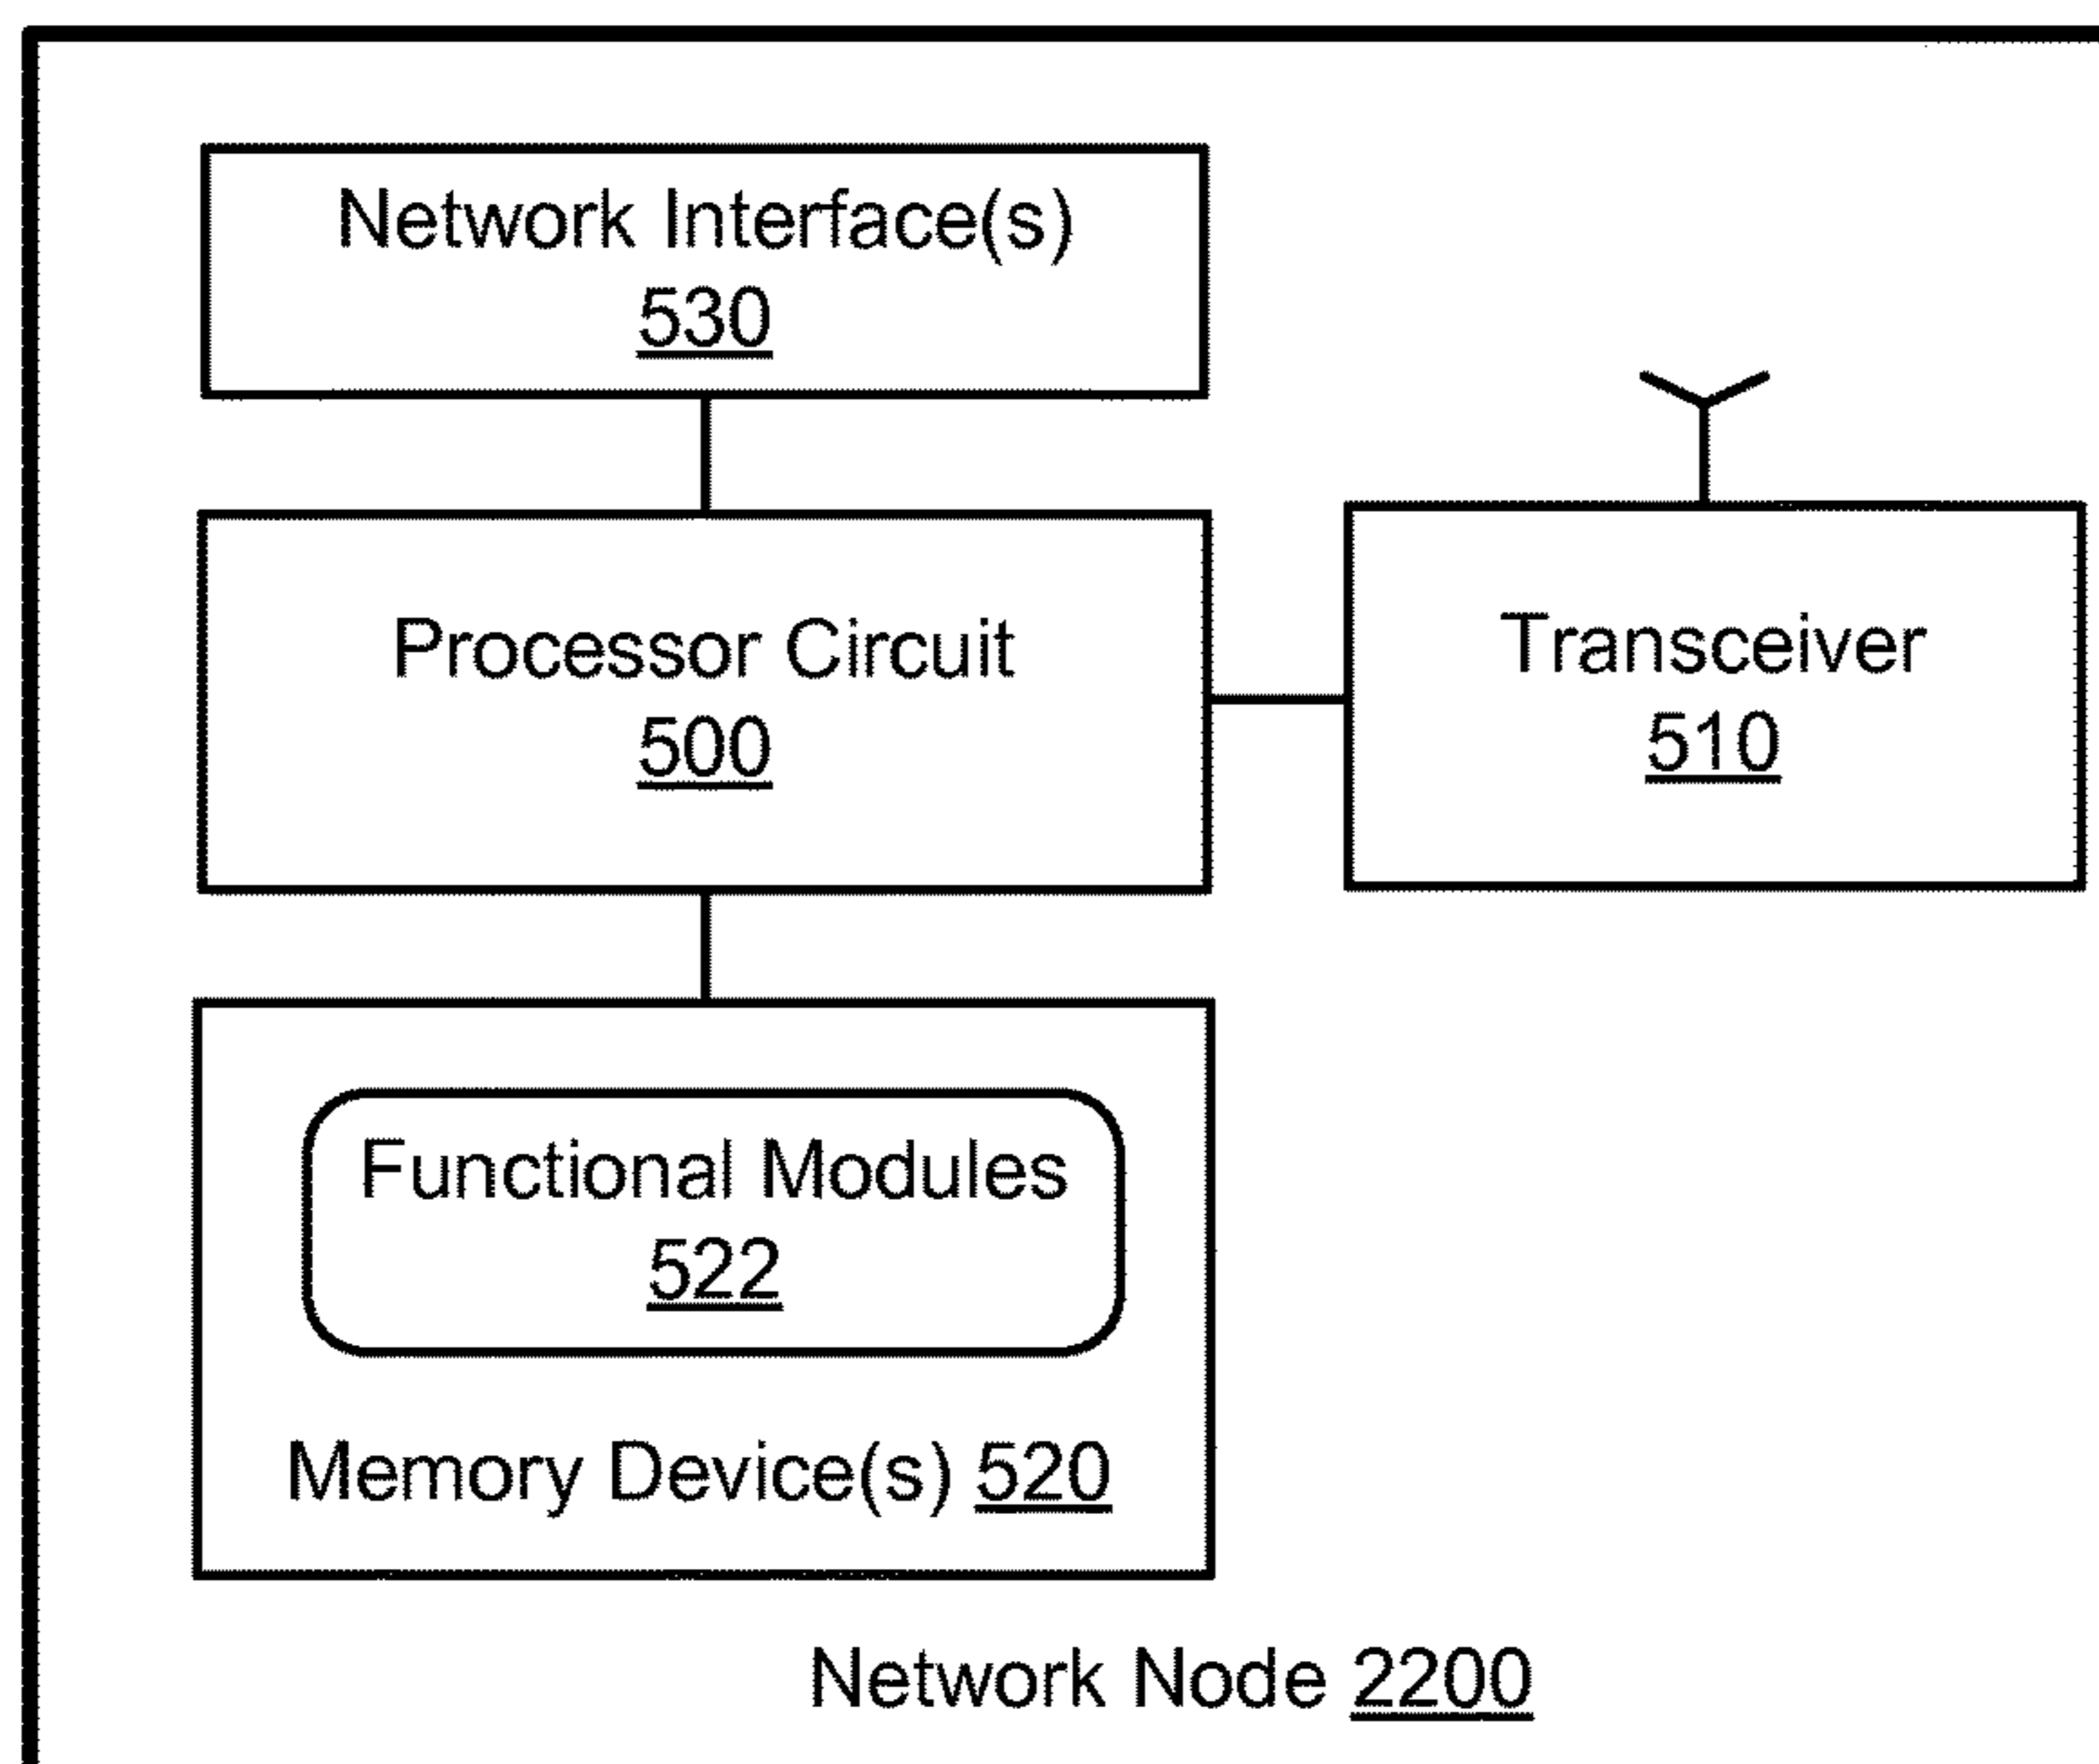 Network Interface(s)
530
Processor Circuit
500
Transceiver
510
Functional Modules
522
Memory Device(s) 520
Network Node 2200